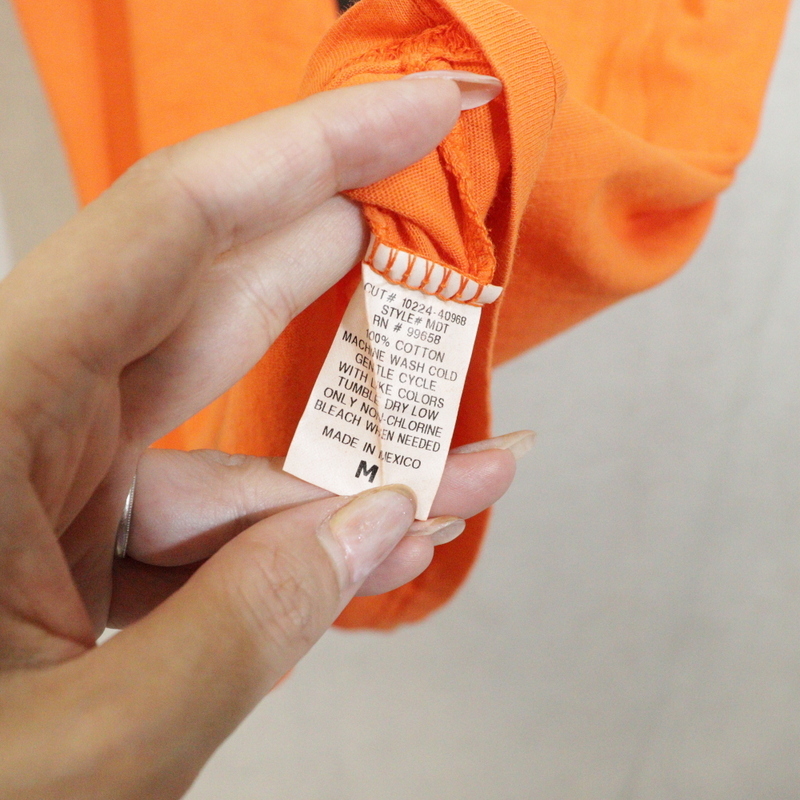 CUT# 10224-4096B
STYLE# MDT
RN # 99658
100% COTTON
MACHINE WASH COLD
GENTLE CYCLE
WITH LIKE COLORS
TUMBLE DRY LOW
ONLY NON-CHLORINE
BLEACH WHEN NEEDED
MADE IN MEXICO
M